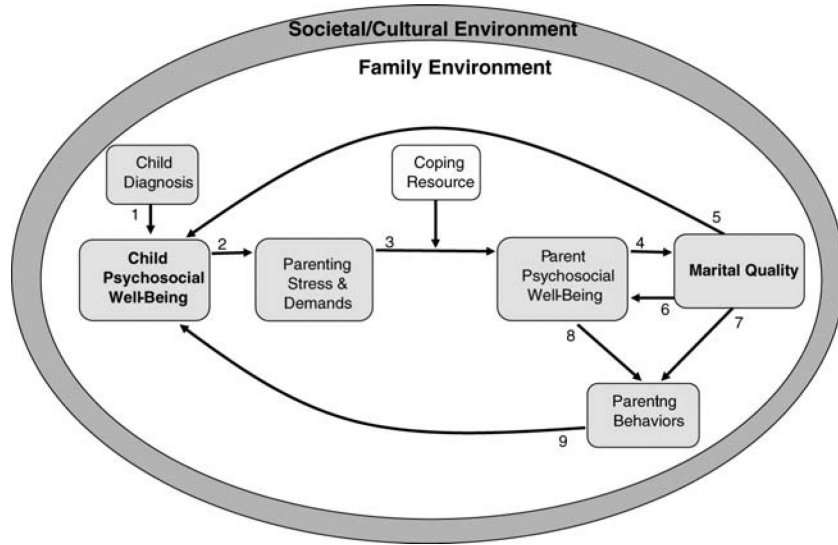 Societal/Cultural Environment
Family Environment
Child
Diagnosis
Coping
Resource
1
2
3
4
5
Child
Psychosocial
Well-Being
Parenting
Stress &
Demands
Parent
Psychosocial
Well-Being
Marital Quality
6
7
8
Parentng
Behaviors
9